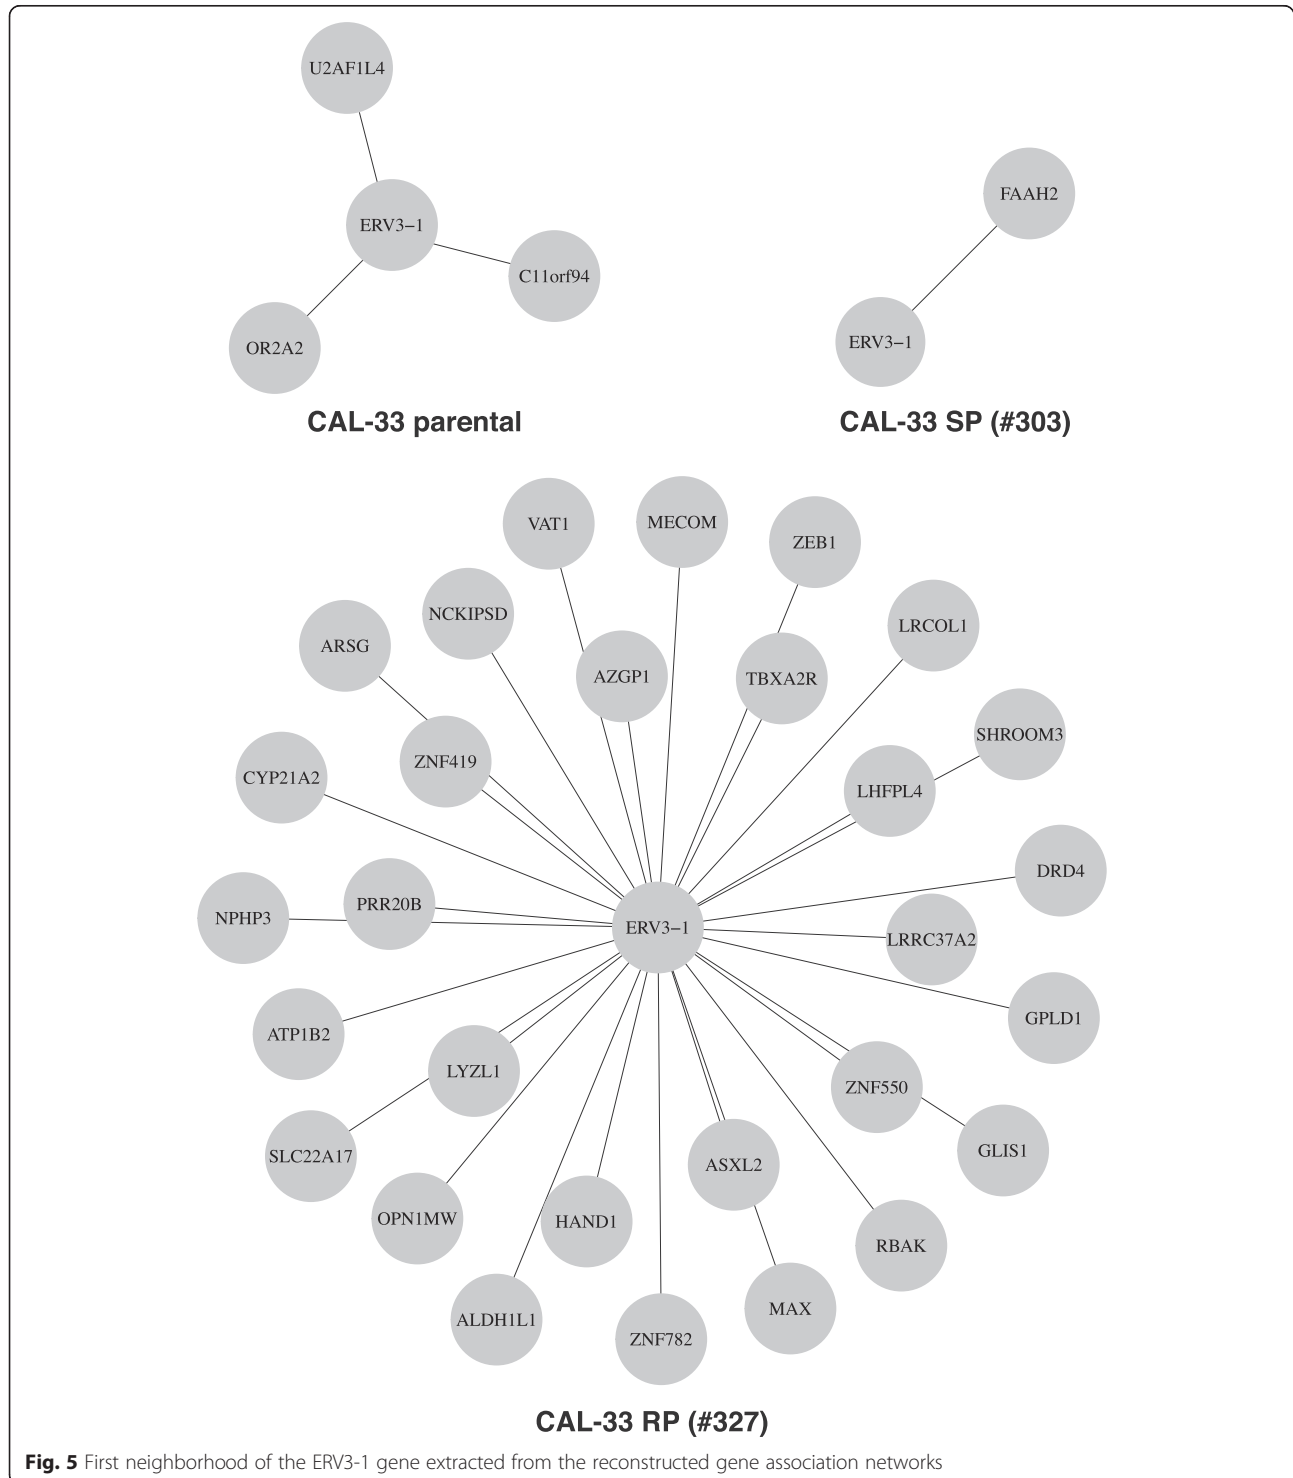 U2AF1L4
ERV3−1
C11orf94
OR2A2
CAL-33 parental
FAAH2
ERV3−1
CAL-33 SP (#303)
VAT1
MECOM
ZEB1
NCKIPSD
LRCOL1
ARSG
AZGP1
TBXA2R
SHROOM3
ZNF419
CYP21A2
LHFPL4
DRD4
PRR20B
NPHP3
ERV3−1
LRRC37A2
GPLD1
ATP1B2
LYZL1
ZNF550
SLC22A17
GLIS1
ASXL2
OPN1MW
HAND1
RBAK
MAX
ALDH1L1
ZNF782
CAL-33 RP (#327)
Fig. 5 First neighborhood of the ERV3-1 gene extracted from the reconstructed gene association networks